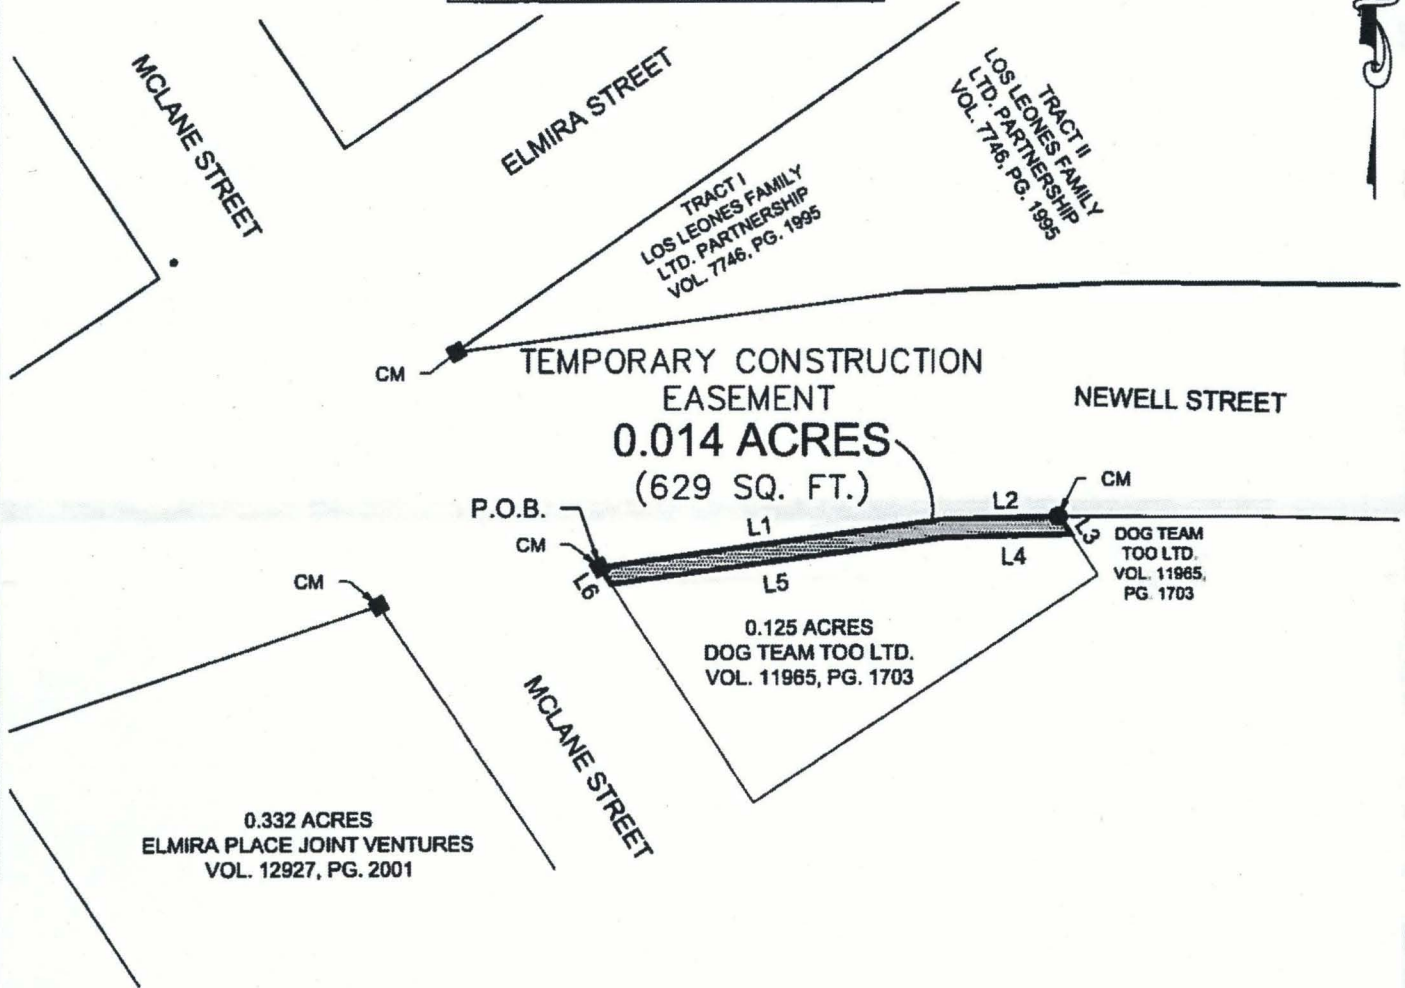 MCLANE STREET
ELMIRA STREET
TRACT I
LOS LEONES FAMILY
LTD. PARTNERSHIP
VOL. 7746, PG. 1995
TRACT II
LOS LEONES FAMILY
LTD. PARTNERSHIP
VOL. 7746, PG. 1995
CM
TEMPORARY CONSTRUCTION
EASEMENT
0.014 ACRES
(629 SQ. FT.)
NEWELL STREET
P.O.B.
CM
L1
L2
CM
L3
DOG TEAM
TOO LTD.
VOL. 11965,
PG. 1703
L4
L5
L6
CM
0.125 ACRES
DOG TEAM TOO LTD.
VOL. 11965, PG. 1703
MCLANE STREET
0.332 ACRES
ELMIRA PLACE JOINT VENTURES
VOL. 12927, PG. 2001